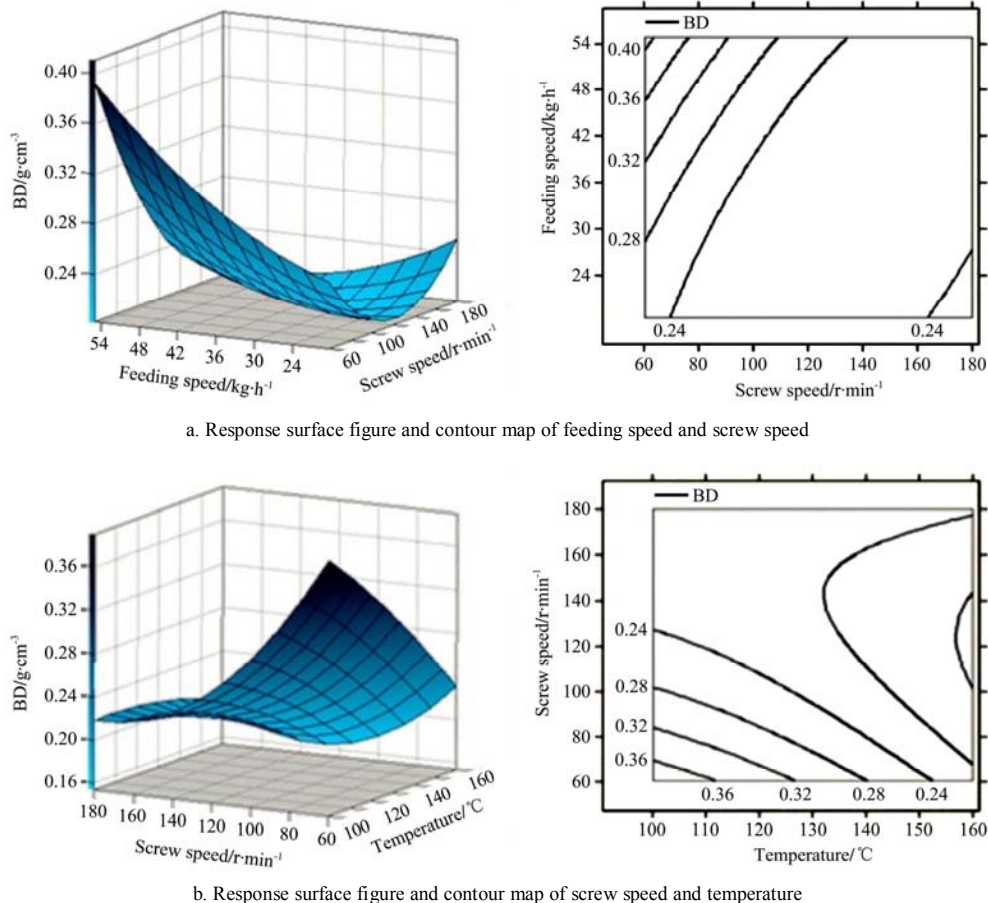 BD/g·cm⁻³
0.40
0.36
0.32
0.28
0.24
54 48 42 36 30 24
Feeding speed/kg·h⁻¹
60 100 140 180
Screw speed/r·min⁻¹
BD
Feeding speed/kg·h⁻¹
54
48
42
36
30
24
0.40
0.36
0.32
0.28
0.24 0.24
60 80 100 120 140 160 180
Screw speed/r·min⁻¹
a. Response surface figure and contour map of feeding speed and screw speed
BD/g·cm⁻³
0.36
0.32
0.28
0.24
0.20
0.16
180 160 140 120 100 80 60
Screw speed/r·min⁻¹
100 120 140 160
Temperature/℃
BD
Screw speed/r·min⁻¹
180
160
140
120
100
80
60
0.24
0.28
0.32
0.36
0.36 0.32 0.28 0.24
100 110 120 130 140 150 160
Temperature/℃
b. Response surface figure and contour map of screw speed and temperature